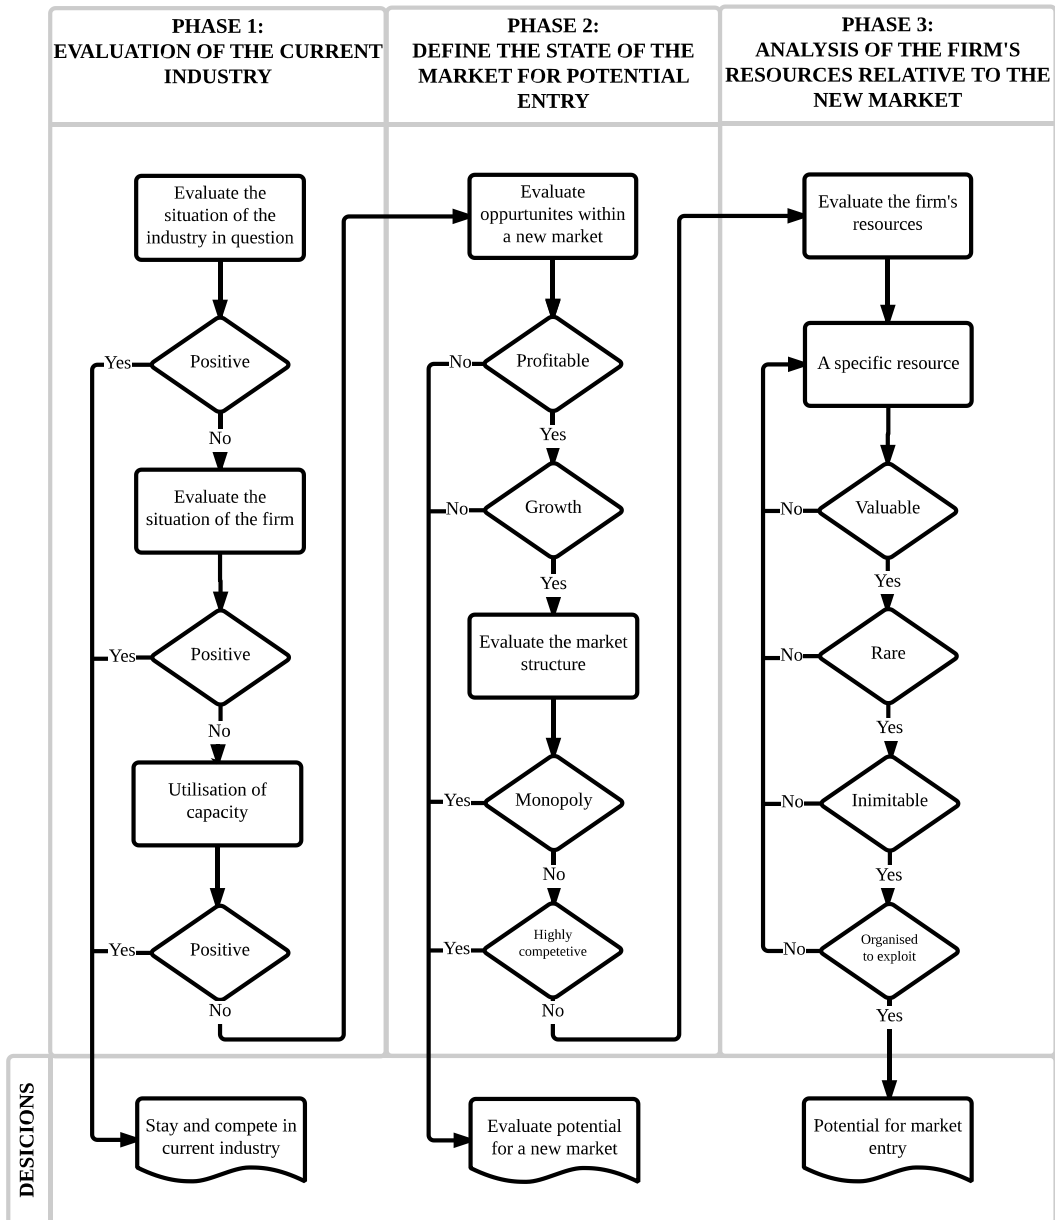 PHASE 1:
EVALUATION OF THE CURRENT
INDUSTRY
PHASE 2:
DEFINE THE STATE OF THE
MARKET FOR POTENTIAL
ENTRY
PHASE 3:
ANALYSIS OF THE FIRM'S
RESOURCES RELATIVE TO THE
NEW MARKET
Evaluate the
situation of the
industry in question
Positive
Yes
No
Evaluate the
situation of the firm
Positive
Yes
No
Utilisation of
capacity
Positive
Yes
No
Evaluate
oppurtunites within
a new market
Profitable
No
Yes
Growth
No
Yes
Evaluate the market
structure
Monopoly
Yes
No
Highly
competetive
Yes
No
Evaluate the firm's
resources
A specific resource
Valuable
No
Yes
Rare
No
Yes
Inimitable
No
Yes
Organised
to exploit
No
Yes
DESICIONS
Stay and compete in
current industry
Evaluate potential
for a new market
Potential for market
entry